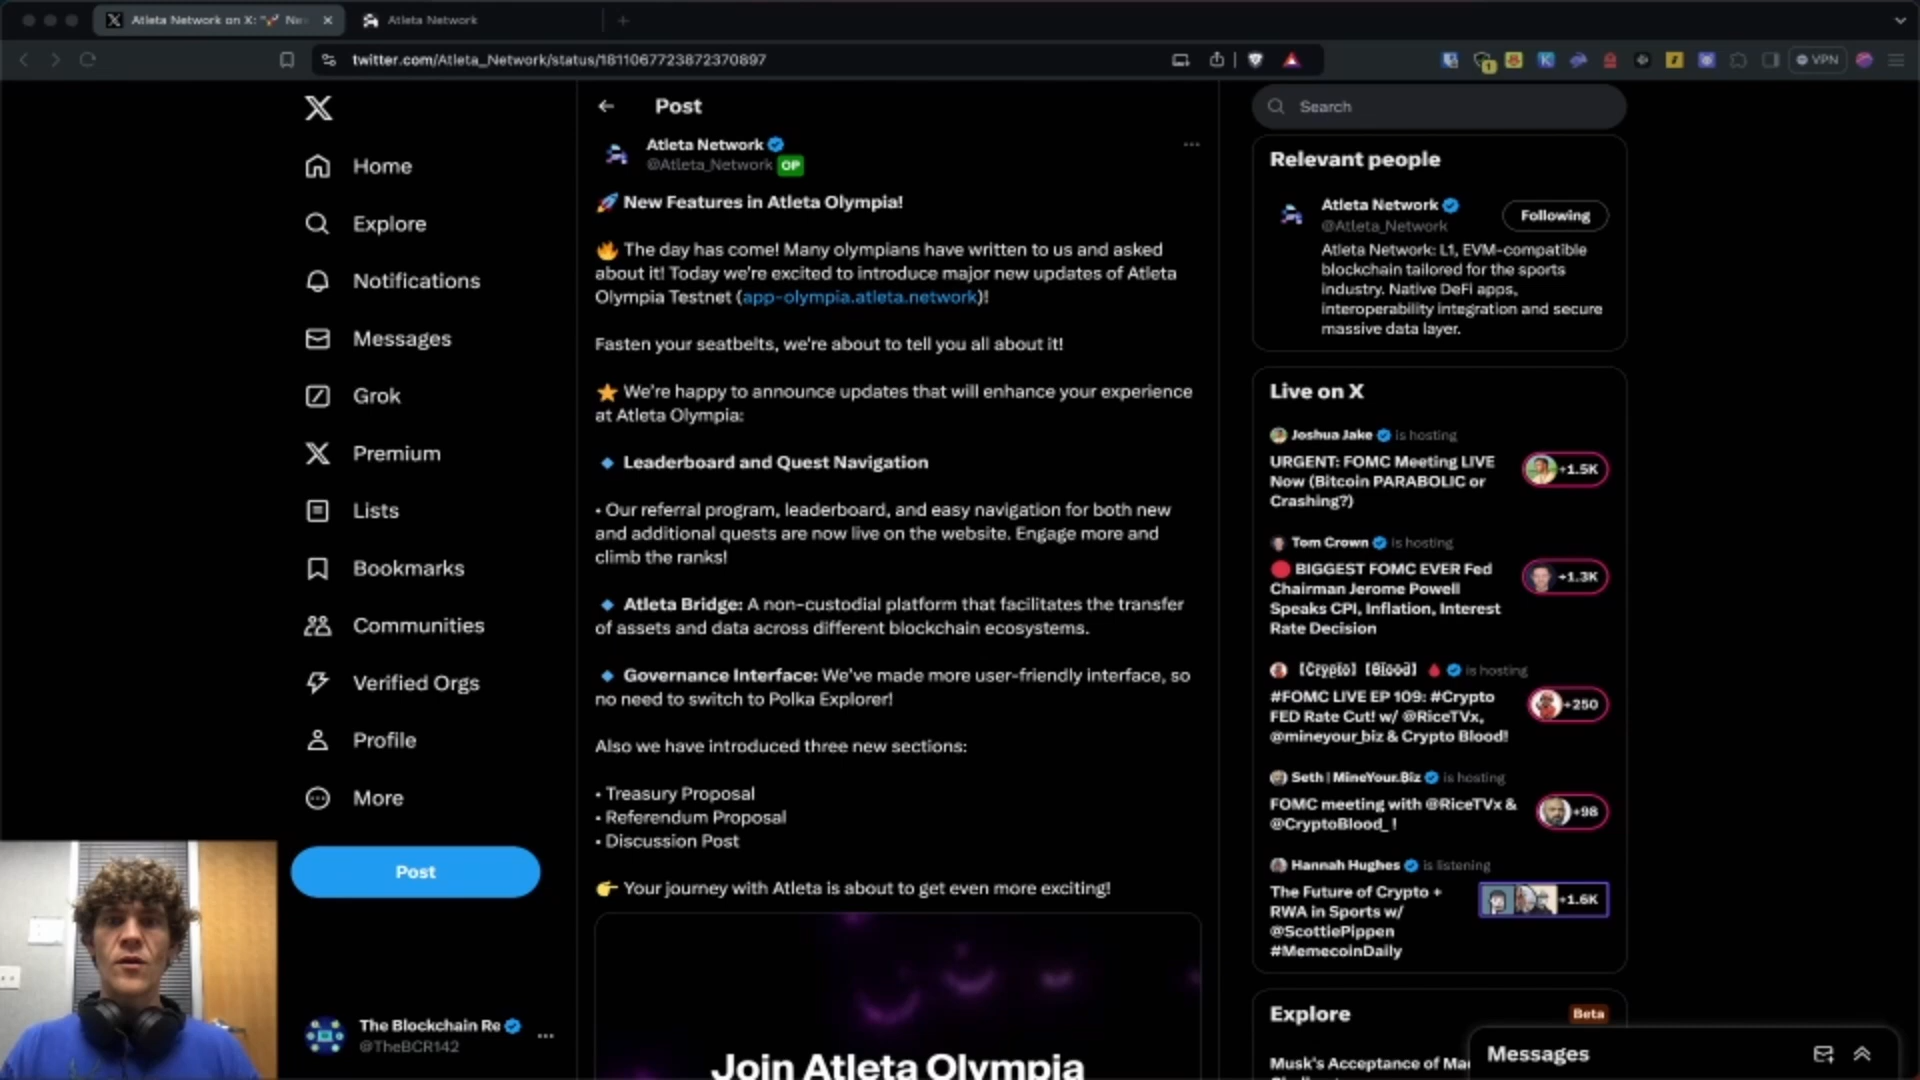 Atleta Network on X: "🚀 Nev
Atleta Network
twitter.com/Atleta_Network/status/1811067723872370897
1
VPN
Home
Explore
Notifications
Messages
Grok
Premium
Lists
Bookmarks
Communities
Verified Orgs
Profile
More
Post
The Blockchain Re
@TheBCR142
Post
Atleta Network
@Atleta_Network OP
🚀 New Features in Atleta Olympia!
🔥 The day has come! Many olympians have written to us and asked
about it! Today we're excited to introduce major new updates of Atleta
Olympia Testnet (app-olympia.atleta.network)!
Fasten your seatbelts, we're about to tell you all about it!
⭐ We're happy to announce updates that will enhance your experience
at Atleta Olympia:
🔹 Leaderboard and Quest Navigation
• Our referral program, leaderboard, and easy navigation for both new
and additional quests are now live on the website. Engage more and
climb the ranks!
🔹 Atleta Bridge: A non-custodial platform that facilitates the transfer
of assets and data across different blockchain ecosystems.
🔹 Governance Interface: We've made more user-friendly interface, so
no need to switch to Polka Explorer!
Also we have introduced three new sections:
• Treasury Proposal
• Referendum Proposal
• Discussion Post
👉 Your journey with Atleta is about to get even more exciting!
Join Atleta Olympia
Search
Relevant people
Atleta Network
@Atleta_Network
Following
Atleta Network: L1, EVM-compatible
blockchain tailored for the sports
industry. Native DeFi apps,
interoperability integration and secure
massive data layer.
Live on X
Joshua Jake is hosting
URGENT: FOMC Meeting LIVE
Now (Bitcoin PARABOLIC or
Crashing?)
+1.5K
Tom Crown is hosting
🔴 BIGGEST FOMC EVER Fed
Chairman Jerome Powell
Speaks CPI, Inflation, Interest
Rate Decision
+1.3K
【Crypto】【Blood】🩸 is hosting
#FOMC LIVE EP 109: #Crypto
FED Rate Cut! w/ @RiceTVx,
@mineyour_biz & Crypto Blood!
+250
Seth | MineYour.Biz is hosting
FOMC meeting with @RiceTVx &
@CryptoBlood_ !
+98
Hannah Hughes is listening
The Future of Crypto +
RWA in Sports w/
@ScottiePippen
#MemecoinDaily
+1.6K
Explore
Beta
Musk's Acceptance of Ma
Messages